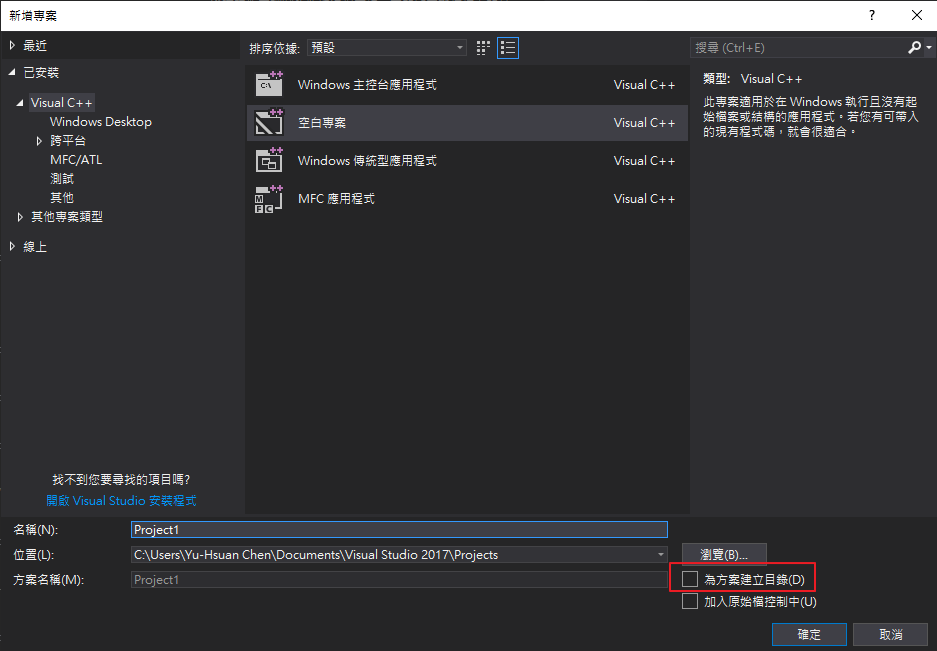 新增專案
?
最近
已安裝
Visual C++
Windows Desktop
跨平台
MFC/ATL
測試
其他
其他專案類型
線上
找不到您要尋找的項目嗎?
開啟 Visual Studio 安裝程式
排序依據: 預設
Windows 主控台應用程式 Visual C++
空白專案 Visual C++
Windows 傳統型應用程式 Visual C++
MFC 應用程式 Visual C++
搜尋 (Ctrl+E)
類型: Visual C++
此專案適用於在 Windows 執行且沒有起
始檔案或結構的應用程式。若您有可帶入
的現有程式碼，就會很適合。
名稱(N): Project1
位置(L): C:\Users\Yu-Hsuan Chen\Documents\Visual Studio 2017\Projects 瀏覽(B)...
方案名稱(M): Project1 為方案建立目錄(D)
加入原始檔控制中(U)
確定 取消